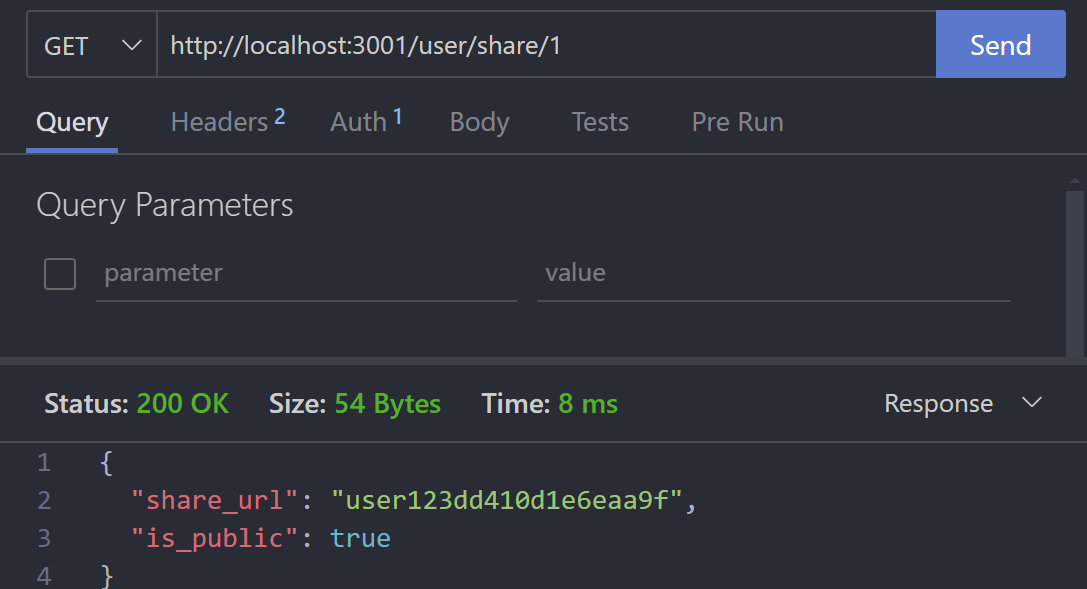 GET http://localhost:3001/user/share/1 Send
Query Headers 2 Auth 1 Body Tests Pre Run
Query Parameters
parameter value
Status: 200 OK Size: 54 Bytes Time: 8 ms Response
1 {
2 "share_url": "user123dd410d1e6eaa9f",
3 "is_public": true
4 }